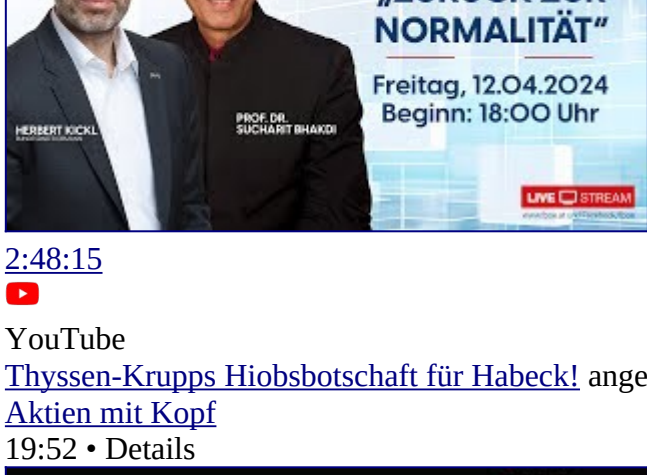 NORMALITÄT“
Freitag, 12.04.2024
Beginn: 18:00 Uhr
HERBERT KICKL
PROF. DR.
SUCHARIT BHAKDI
LIVE STREAM
2:48:15
YouTube
Thyssen-Krupps Hiobsbotschaft für Habeck! ange
Aktien mit Kopf
19:52 • Details